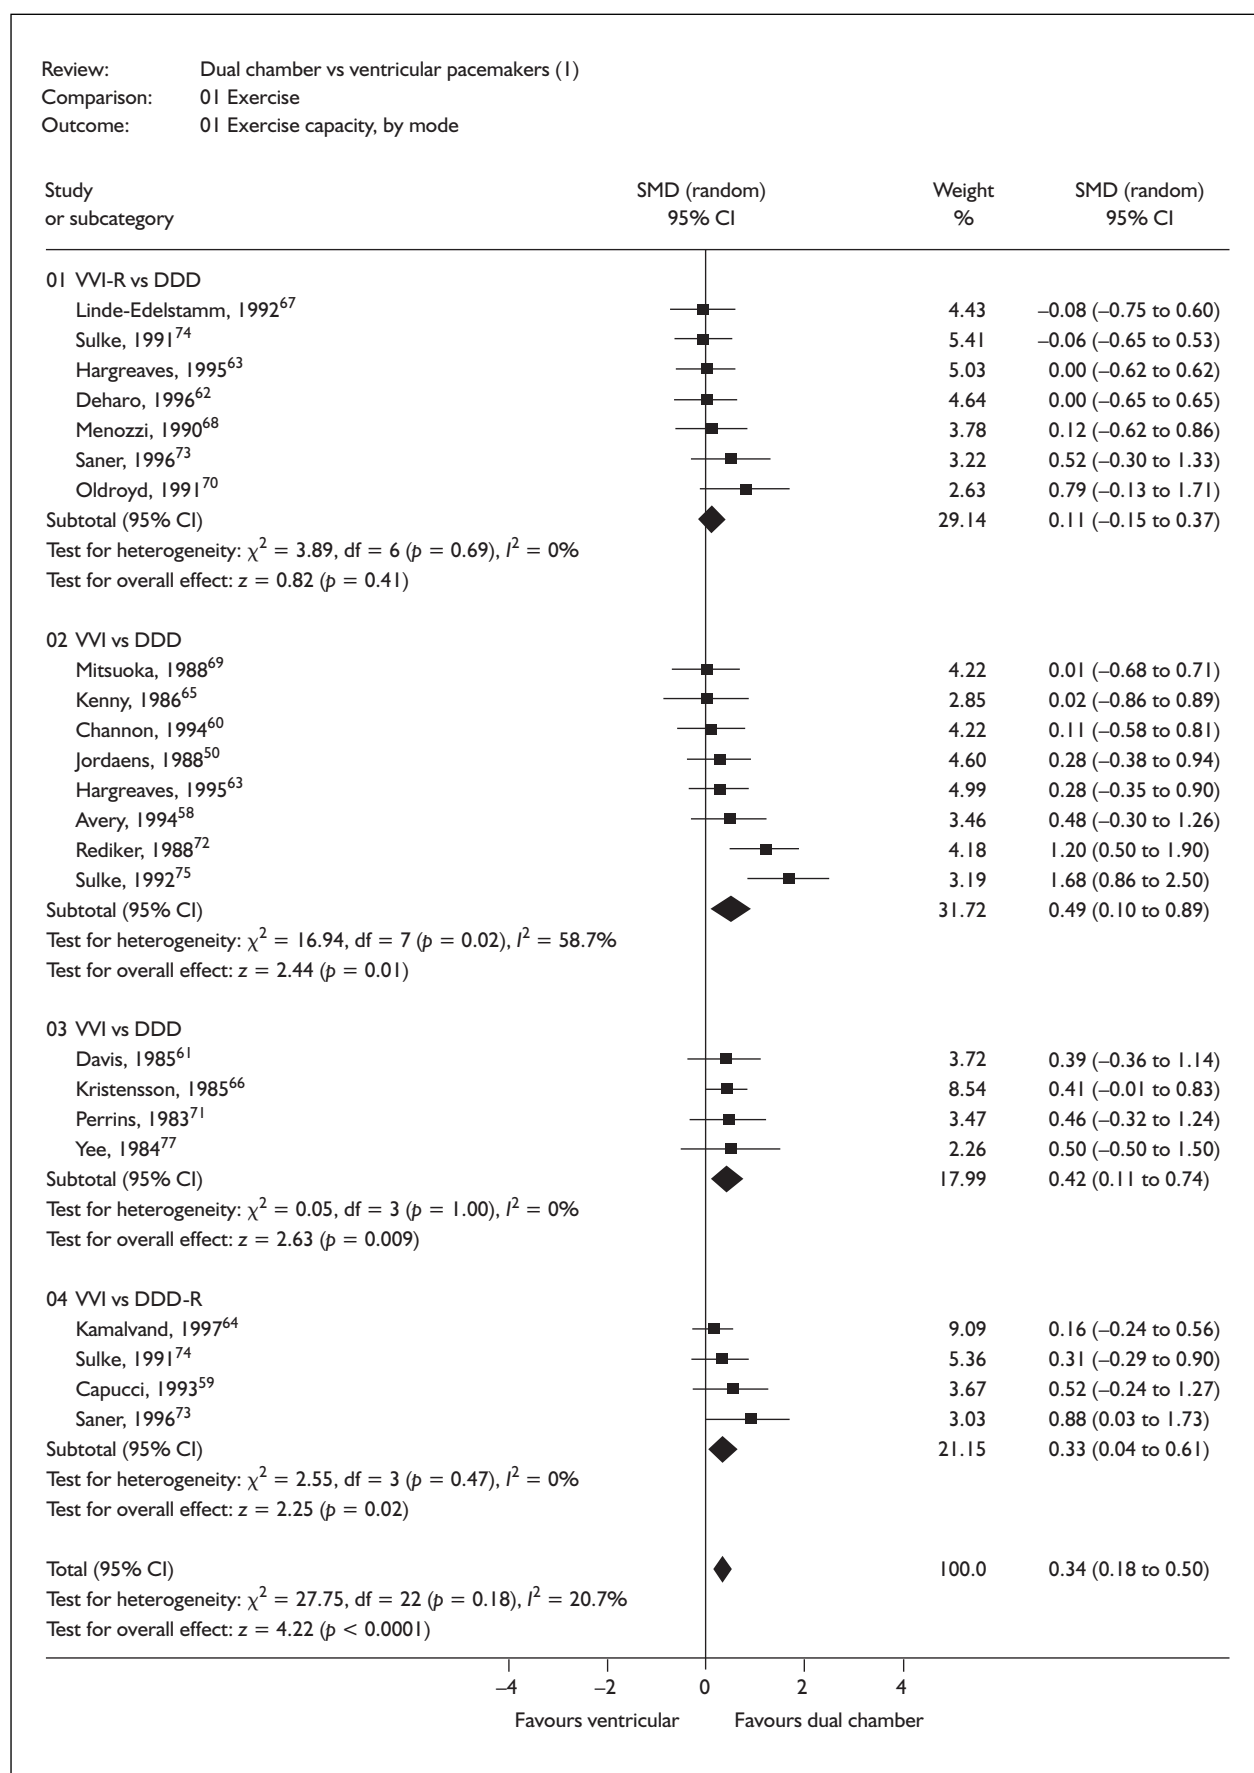 Review: Dual chamber vs ventricular pacemakers (1)
Comparison: 01 Exercise
Outcome: 01 Exercise capacity, by mode
Study SMD (random) Weight SMD (random)
or subcategory 95% CI % 95% CI
01 VVI-R vs DDD
Linde-Edelstamm, 1992⁶⁷ 4.43 –0.08 (–0.75 to 0.60)
Sulke, 1991⁷⁴ 5.41 –0.06 (–0.65 to 0.53)
Hargreaves, 1995⁶³ 5.03 0.00 (–0.62 to 0.62)
Deharo, 1996⁶² 4.64 0.00 (–0.65 to 0.65)
Menozzi, 1990⁶⁸ 3.78 0.12 (–0.62 to 0.86)
Saner, 1996⁷³ 3.22 0.52 (–0.30 to 1.33)
Oldroyd, 1991⁷⁰ 2.63 0.79 (–0.13 to 1.71)
Subtotal (95% CI) 29.14 0.11 (–0.15 to 0.37)
Test for heterogeneity: χ² = 3.89, df = 6 (p = 0.69), I² = 0%
Test for overall effect: z = 0.82 (p = 0.41)
02 VVI vs DDD
Mitsuoka, 1988⁶⁹ 4.22 0.01 (–0.68 to 0.71)
Kenny, 1986⁶⁵ 2.85 0.02 (–0.86 to 0.89)
Channon, 1994⁶⁰ 4.22 0.11 (–0.58 to 0.81)
Jordaens, 1988⁵⁰ 4.60 0.28 (–0.38 to 0.94)
Hargreaves, 1995⁶³ 4.99 0.28 (–0.35 to 0.90)
Avery, 1994⁵⁸ 3.46 0.48 (–0.30 to 1.26)
Rediker, 1988⁷² 4.18 1.20 (0.50 to 1.90)
Sulke, 1992⁷⁵ 3.19 1.68 (0.86 to 2.50)
Subtotal (95% CI) 31.72 0.49 (0.10 to 0.89)
Test for heterogeneity: χ² = 16.94, df = 7 (p = 0.02), I² = 58.7%
Test for overall effect: z = 2.44 (p = 0.01)
03 VVI vs DDD
Davis, 1985⁶¹ 3.72 0.39 (–0.36 to 1.14)
Kristensson, 1985⁶⁶ 8.54 0.41 (–0.01 to 0.83)
Perrins, 1983⁷¹ 3.47 0.46 (–0.32 to 1.24)
Yee, 1984⁷⁷ 2.26 0.50 (–0.50 to 1.50)
Subtotal (95% CI) 17.99 0.42 (0.11 to 0.74)
Test for heterogeneity: χ² = 0.05, df = 3 (p = 1.00), I² = 0%
Test for overall effect: z = 2.63 (p = 0.009)
04 VVI vs DDD-R
Kamalvand, 1997⁶⁴ 9.09 0.16 (–0.24 to 0.56)
Sulke, 1991⁷⁴ 5.36 0.31 (–0.29 to 0.90)
Capucci, 1993⁵⁹ 3.67 0.52 (–0.24 to 1.27)
Saner, 1996⁷³ 3.03 0.88 (0.03 to 1.73)
Subtotal (95% CI) 21.15 0.33 (0.04 to 0.61)
Test for heterogeneity: χ² = 2.55, df = 3 (p = 0.47), I² = 0%
Test for overall effect: z = 2.25 (p = 0.02)
Total (95% CI) 100.0 0.34 (0.18 to 0.50)
Test for heterogeneity: χ² = 27.75, df = 22 (p = 0.18), I² = 20.7%
Test for overall effect: z = 4.22 (p < 0.0001)
–4 –2 0 2 4
Favours ventricular Favours dual chamber